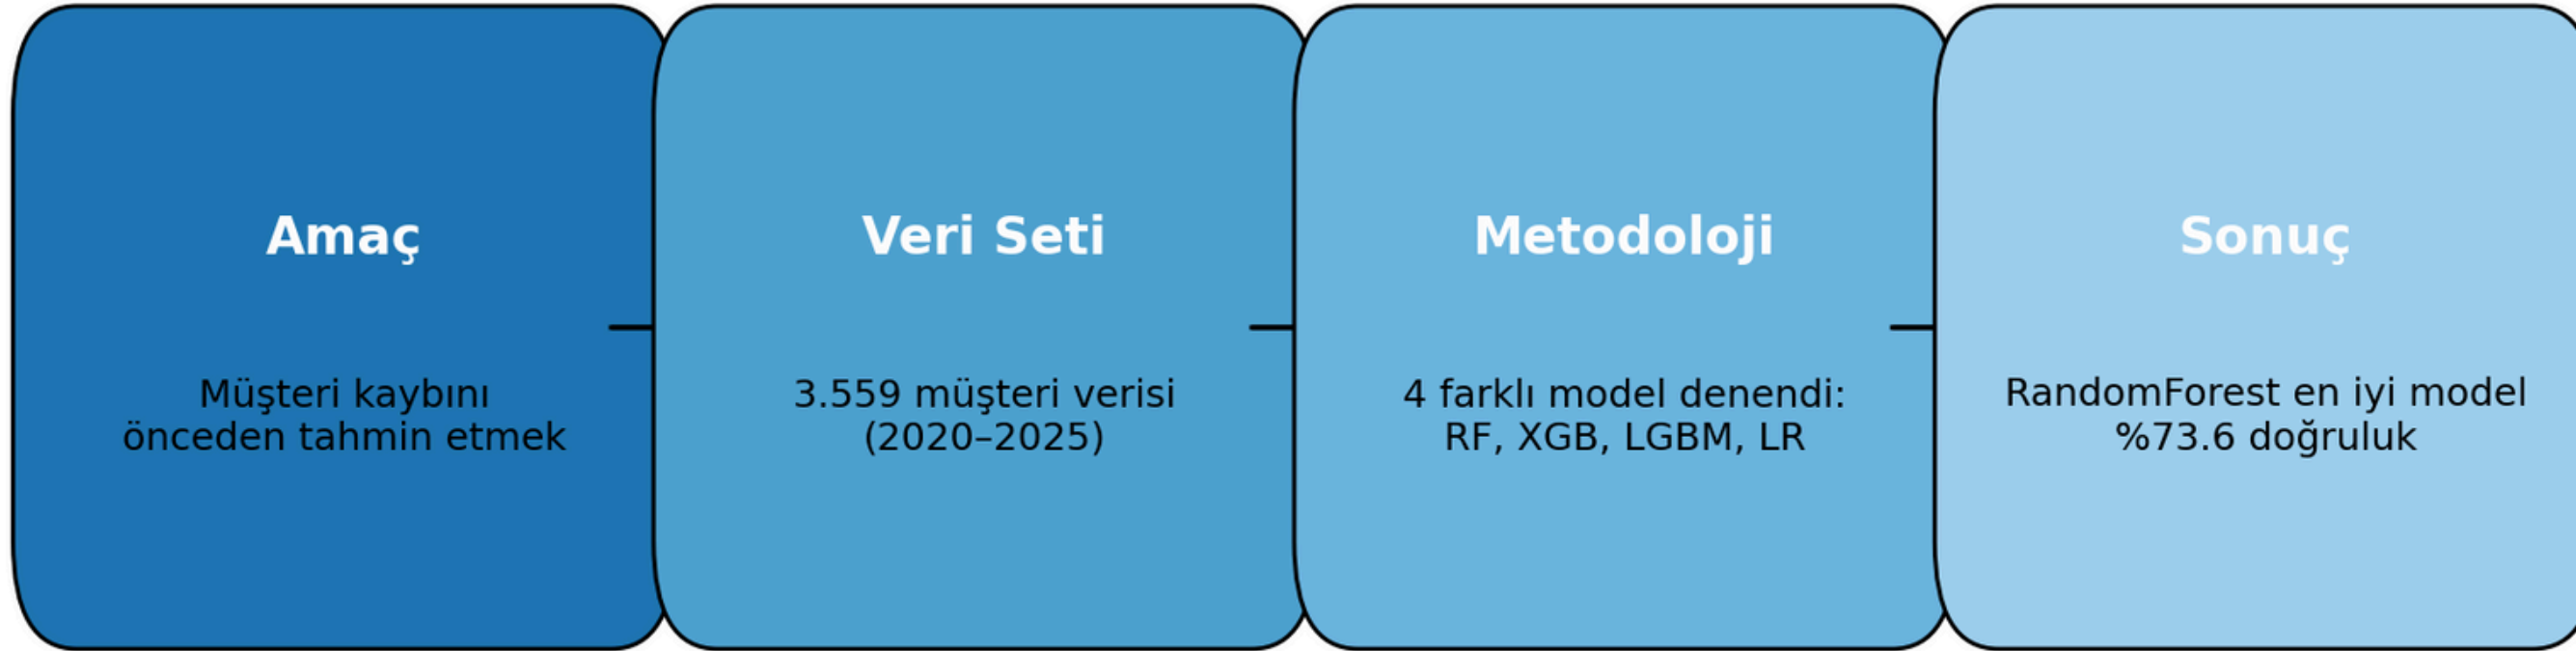 Amaç
Müşteri kaybını
önceden tahmin etmek
Veri Seti
3.559 müşteri verisi
(2020–2025)
Metodoloji
4 farklı model denendi:
RF, XGB, LGBM, LR
Sonuç
RandomForest en iyi model
%73.6 doğruluk